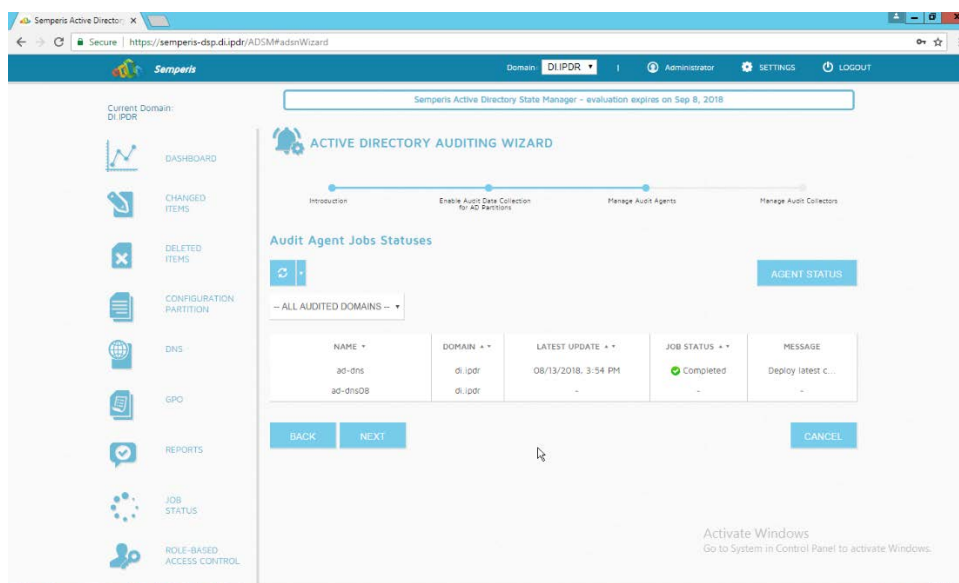 Semperis Active Director
Secure | https://semperis-dsp.di.ipdr/ADSM#adsnWizard
Semperis
Domain: DI.IPDR
Administrator
SETTINGS
LOGOUT
Current Domain:
DI.IPDR
Semperis Active Directory State Manager - evaluation expires on Sep 8, 2018
ACTIVE DIRECTORY AUDITING WIZARD
DASHBOARD
CHANGED
ITEMS
DELETED
ITEMS
CONFIGURATION
PARTITION
DNS
GPO
REPORTS
JOB
STATUS
ROLE-BASED
ACCESS CONTROL
Introduction
Enable Audit Data Collection
for AD Partitions
Manage Audit Agents
Manage Audit Collectors
Audit Agent Jobs Statuses
AGENT STATUS
-- ALL AUDITED DOMAINS --
NAME DOMAIN LATEST UPDATE JOB STATUS MESSAGE
ad-dns di.ipdr 08/13/2018, 3:54 PM Completed Deploy latest c...
ad-dns08 di.ipdr - - -
BACK NEXT CANCEL
Activate Windows
Go to System in Control Panel to activate Windows.